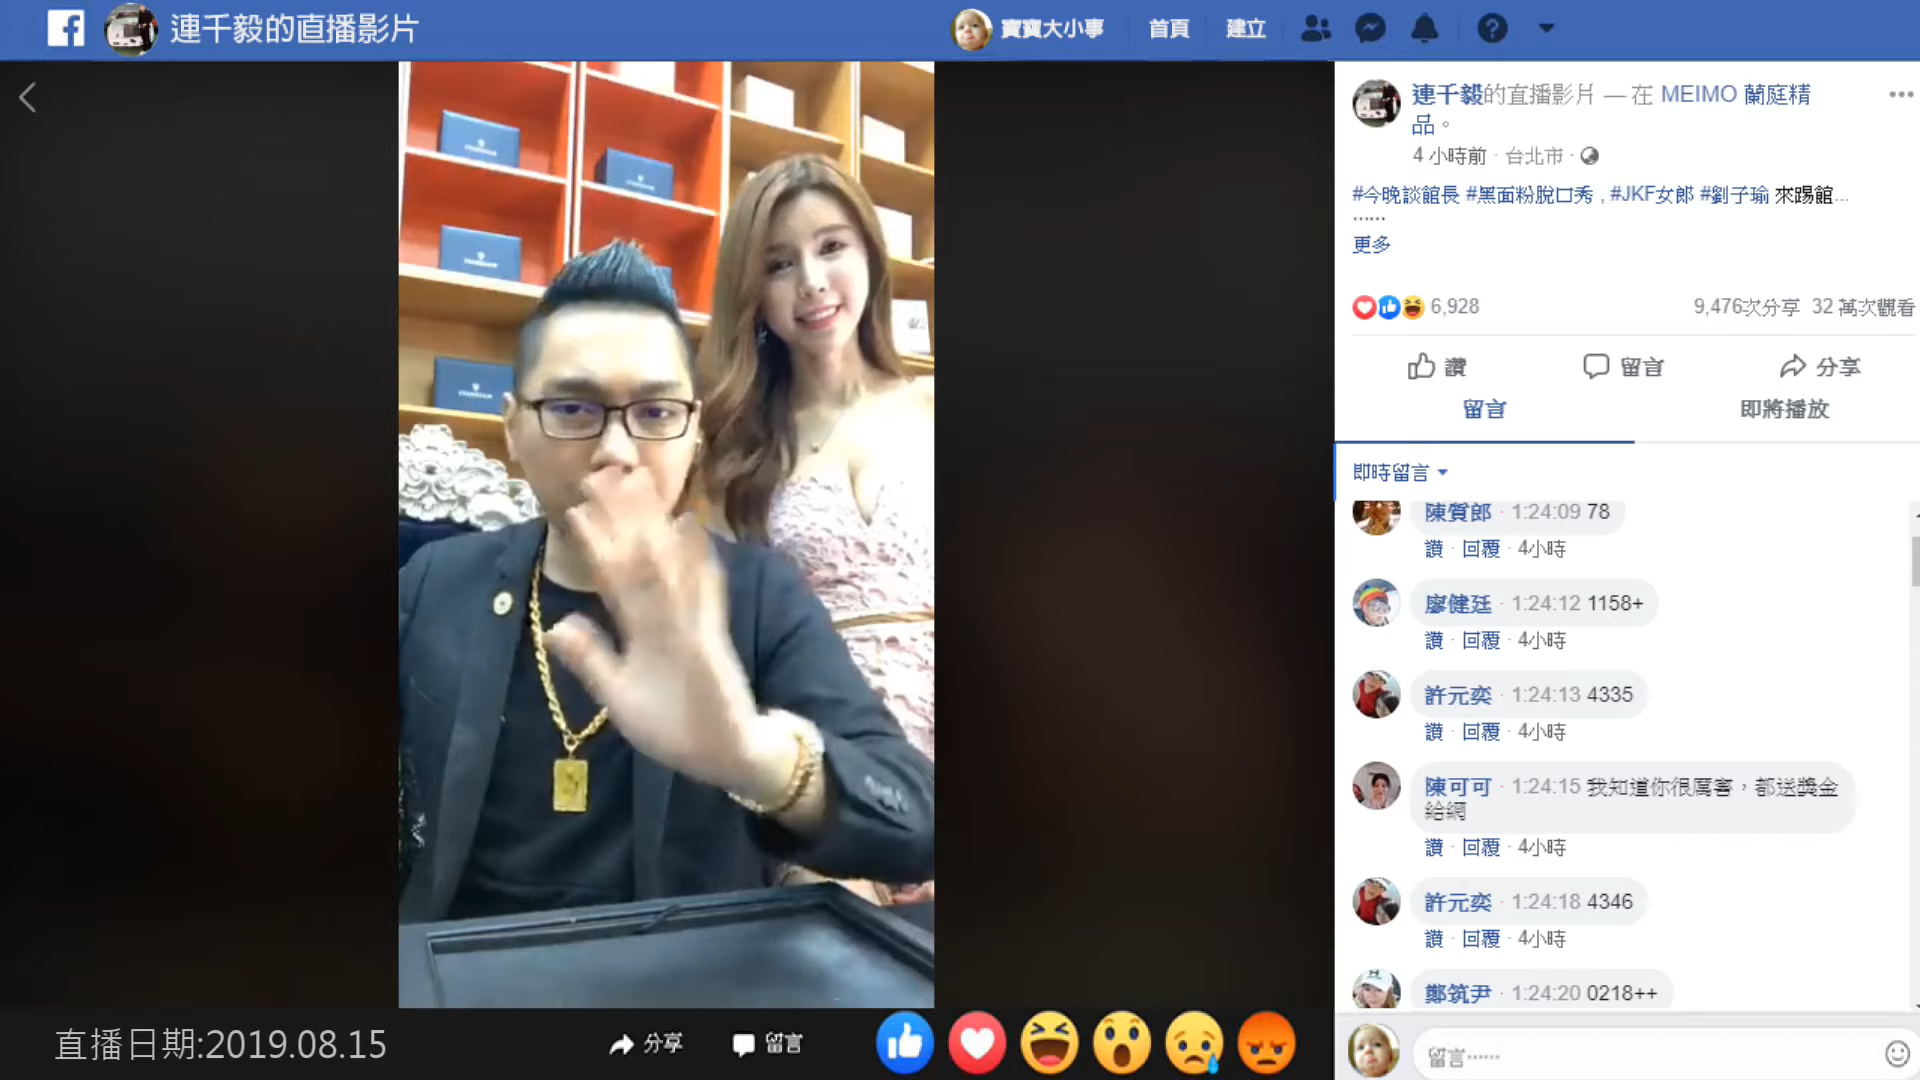 連千毅的直播影片
寶寶大小事 首頁 建立
連千毅的直播影片 — 在 MEIMO 蘭庭精
品。
4 小時前 · 台北市 ·
#今晚談館長 #黑面粉脫口秀 , #JKF女郎 #劉子瑜 來踢館...
......
更多
6,928 9,476次分享 32 萬次觀看
讚 留言 分享
留言 即將播放
即時留言
陳質郎 · 1:24:09 78
讚 · 回覆 · 4小時
廖健廷 · 1:24:12 1158+
讚 · 回覆 · 4小時
許元奕 · 1:24:13 4335
讚 · 回覆 · 4小時
陳可可 · 1:24:15 我知道你很厲害，都送獎金
給網
讚 · 回覆 · 4小時
許元奕 · 1:24:18 4346
讚 · 回覆 · 4小時
鄭筑尹 · 1:24:20 0218++
留言......
直播日期:2019.08.15
分享 留言